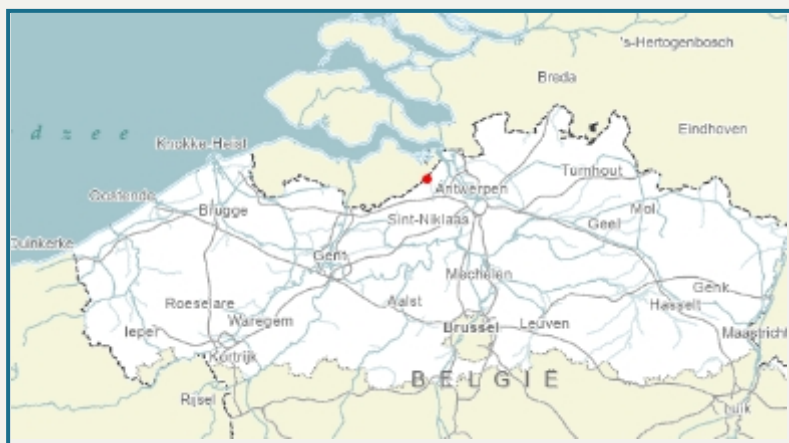 's-Hertogenbosch
Breda
d z e e
Eindhoven
Knokke-Heist
Turnhout
Antwerpen
Oostende
Mol
Brugge
Sint-Niklaas
Geel
Duinkerke
Gent
Mechelen
Genk
Roeselare
Aalst
Hasselt
Waregem
Brussel
Leuven
Ieper
Maastricht
Kortrijk
BELGIË
Rijsel
Luik